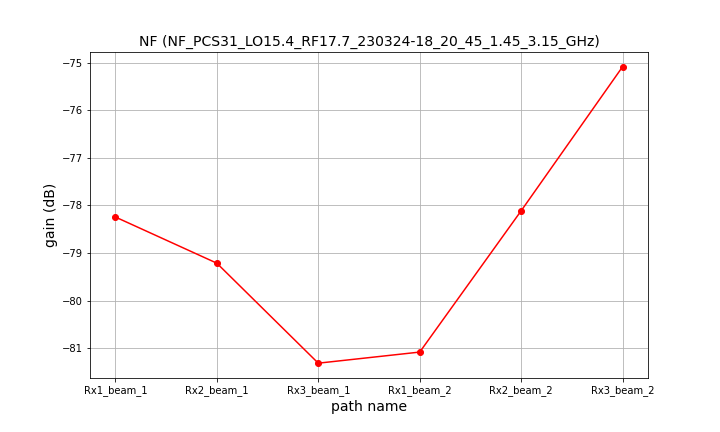 NF (NF_PCS31_LO15.4_RF17.7_230324-18_20_45_1.45_3.15_GHz)
gain (dB)
−75
−76
−77
−78
−79
−80
−81
Rx1_beam_1 Rx2_beam_1 Rx3_beam_1 Rx1_beam_2 Rx2_beam_2 Rx3_beam_2
path name